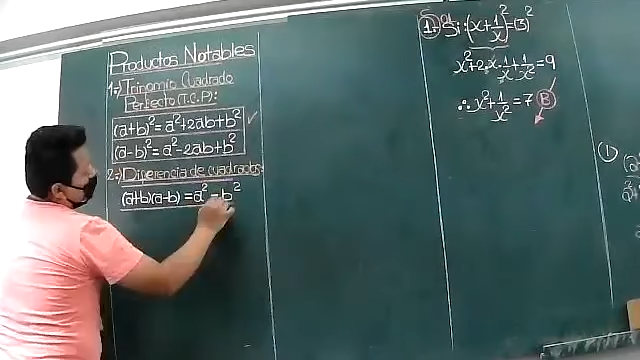 Productos Notables
1.-) Trinomio Cuadrado
Perfecto (T.C.P):
(a+b)²=a²+2ab+b² ✓
(a-b)²=a²-2ab+b²
2.-) Diferencia de cuadrados:
(a+b)(a-b)=a²-b²
1.- Si: (x+1/x)²=(3)²
x²+2.x.1/x+1/x²=9
∴ x²+1/x²=7 B
1